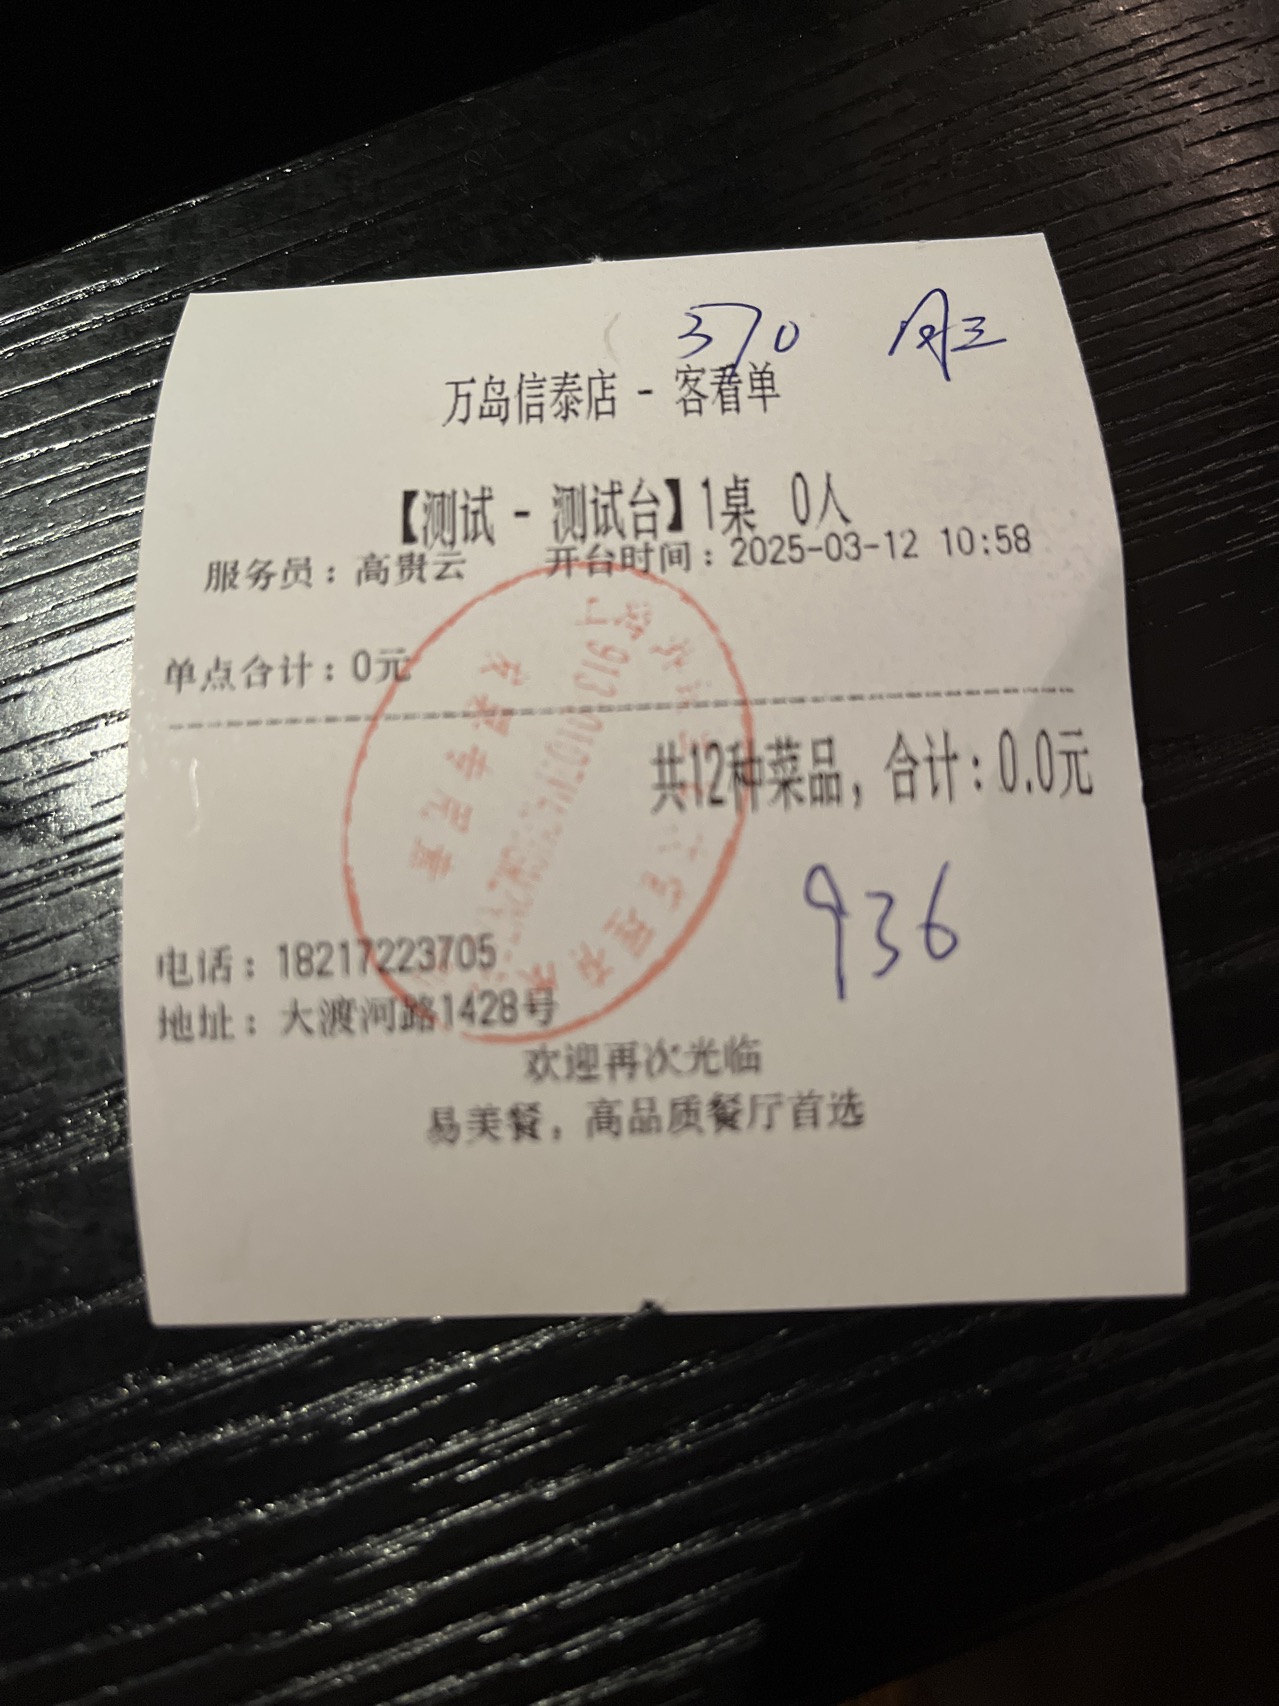 370
万岛信泰店 - 客看单
【测试 - 测试台】1桌 0人
服务员：高贵云 开台时间：2025-03-12 10:58
单点合计：0元
共12种菜品，合计：0.0元
936
电话：18217223705
地址：大渡河路1428号
欢迎再次光临
易美餐，高品质餐厅首选